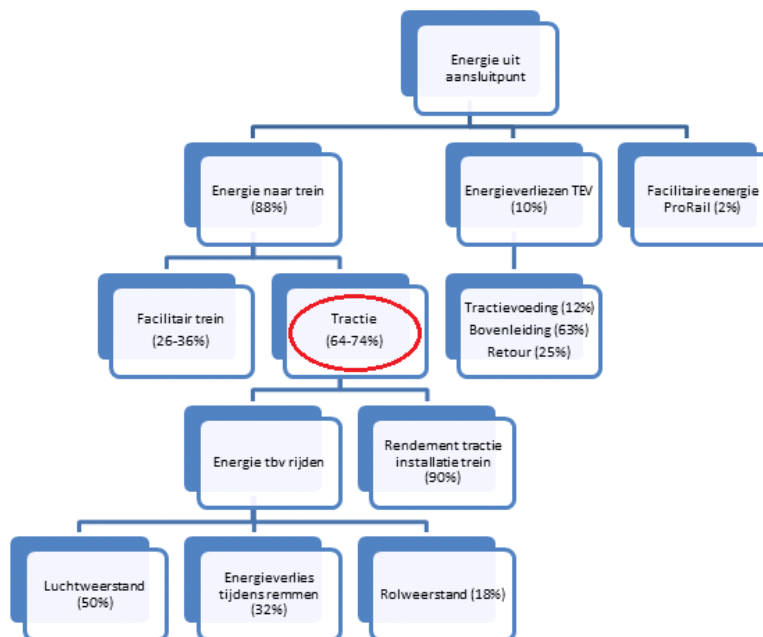 Energie uit
aansluitpunt
Energie naar trein
(88%)
Energieverliezen TEV
(10%)
Facilitaire energie
ProRail (2%)
Facilitair trein
(26-36%)
Tractie
(64-74%)
Tractievoeding (12%)
Bovenleiding (63%)
Retour (25%)
Energie tbv rijden
Rendement tractie
installatie trein
(90%)
Luchtweerstand
(50%)
Energieverlies
tijdens remmen
(32%)
Rolweerstand (18%)